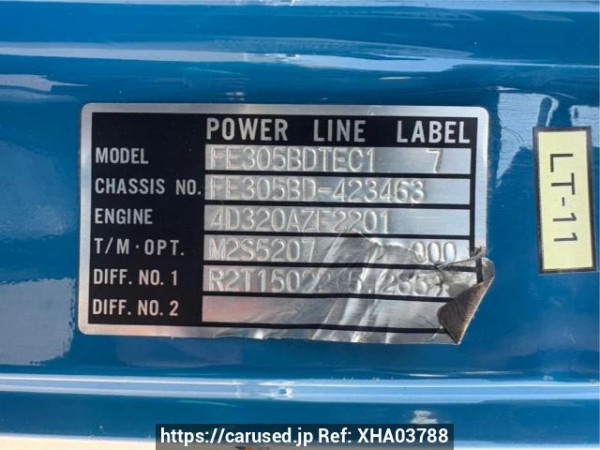 POWER LINE LABEL
MODEL FE305BDTEC1 7
CHASSIS NO. FE305BD-423463
ENGINE 4D320AZF2201
T/M·OPT. M2S5207 000
DIFF. NO. 1
DIFF. NO. 2
LT-11
https://carused.jp Ref: XHA03788